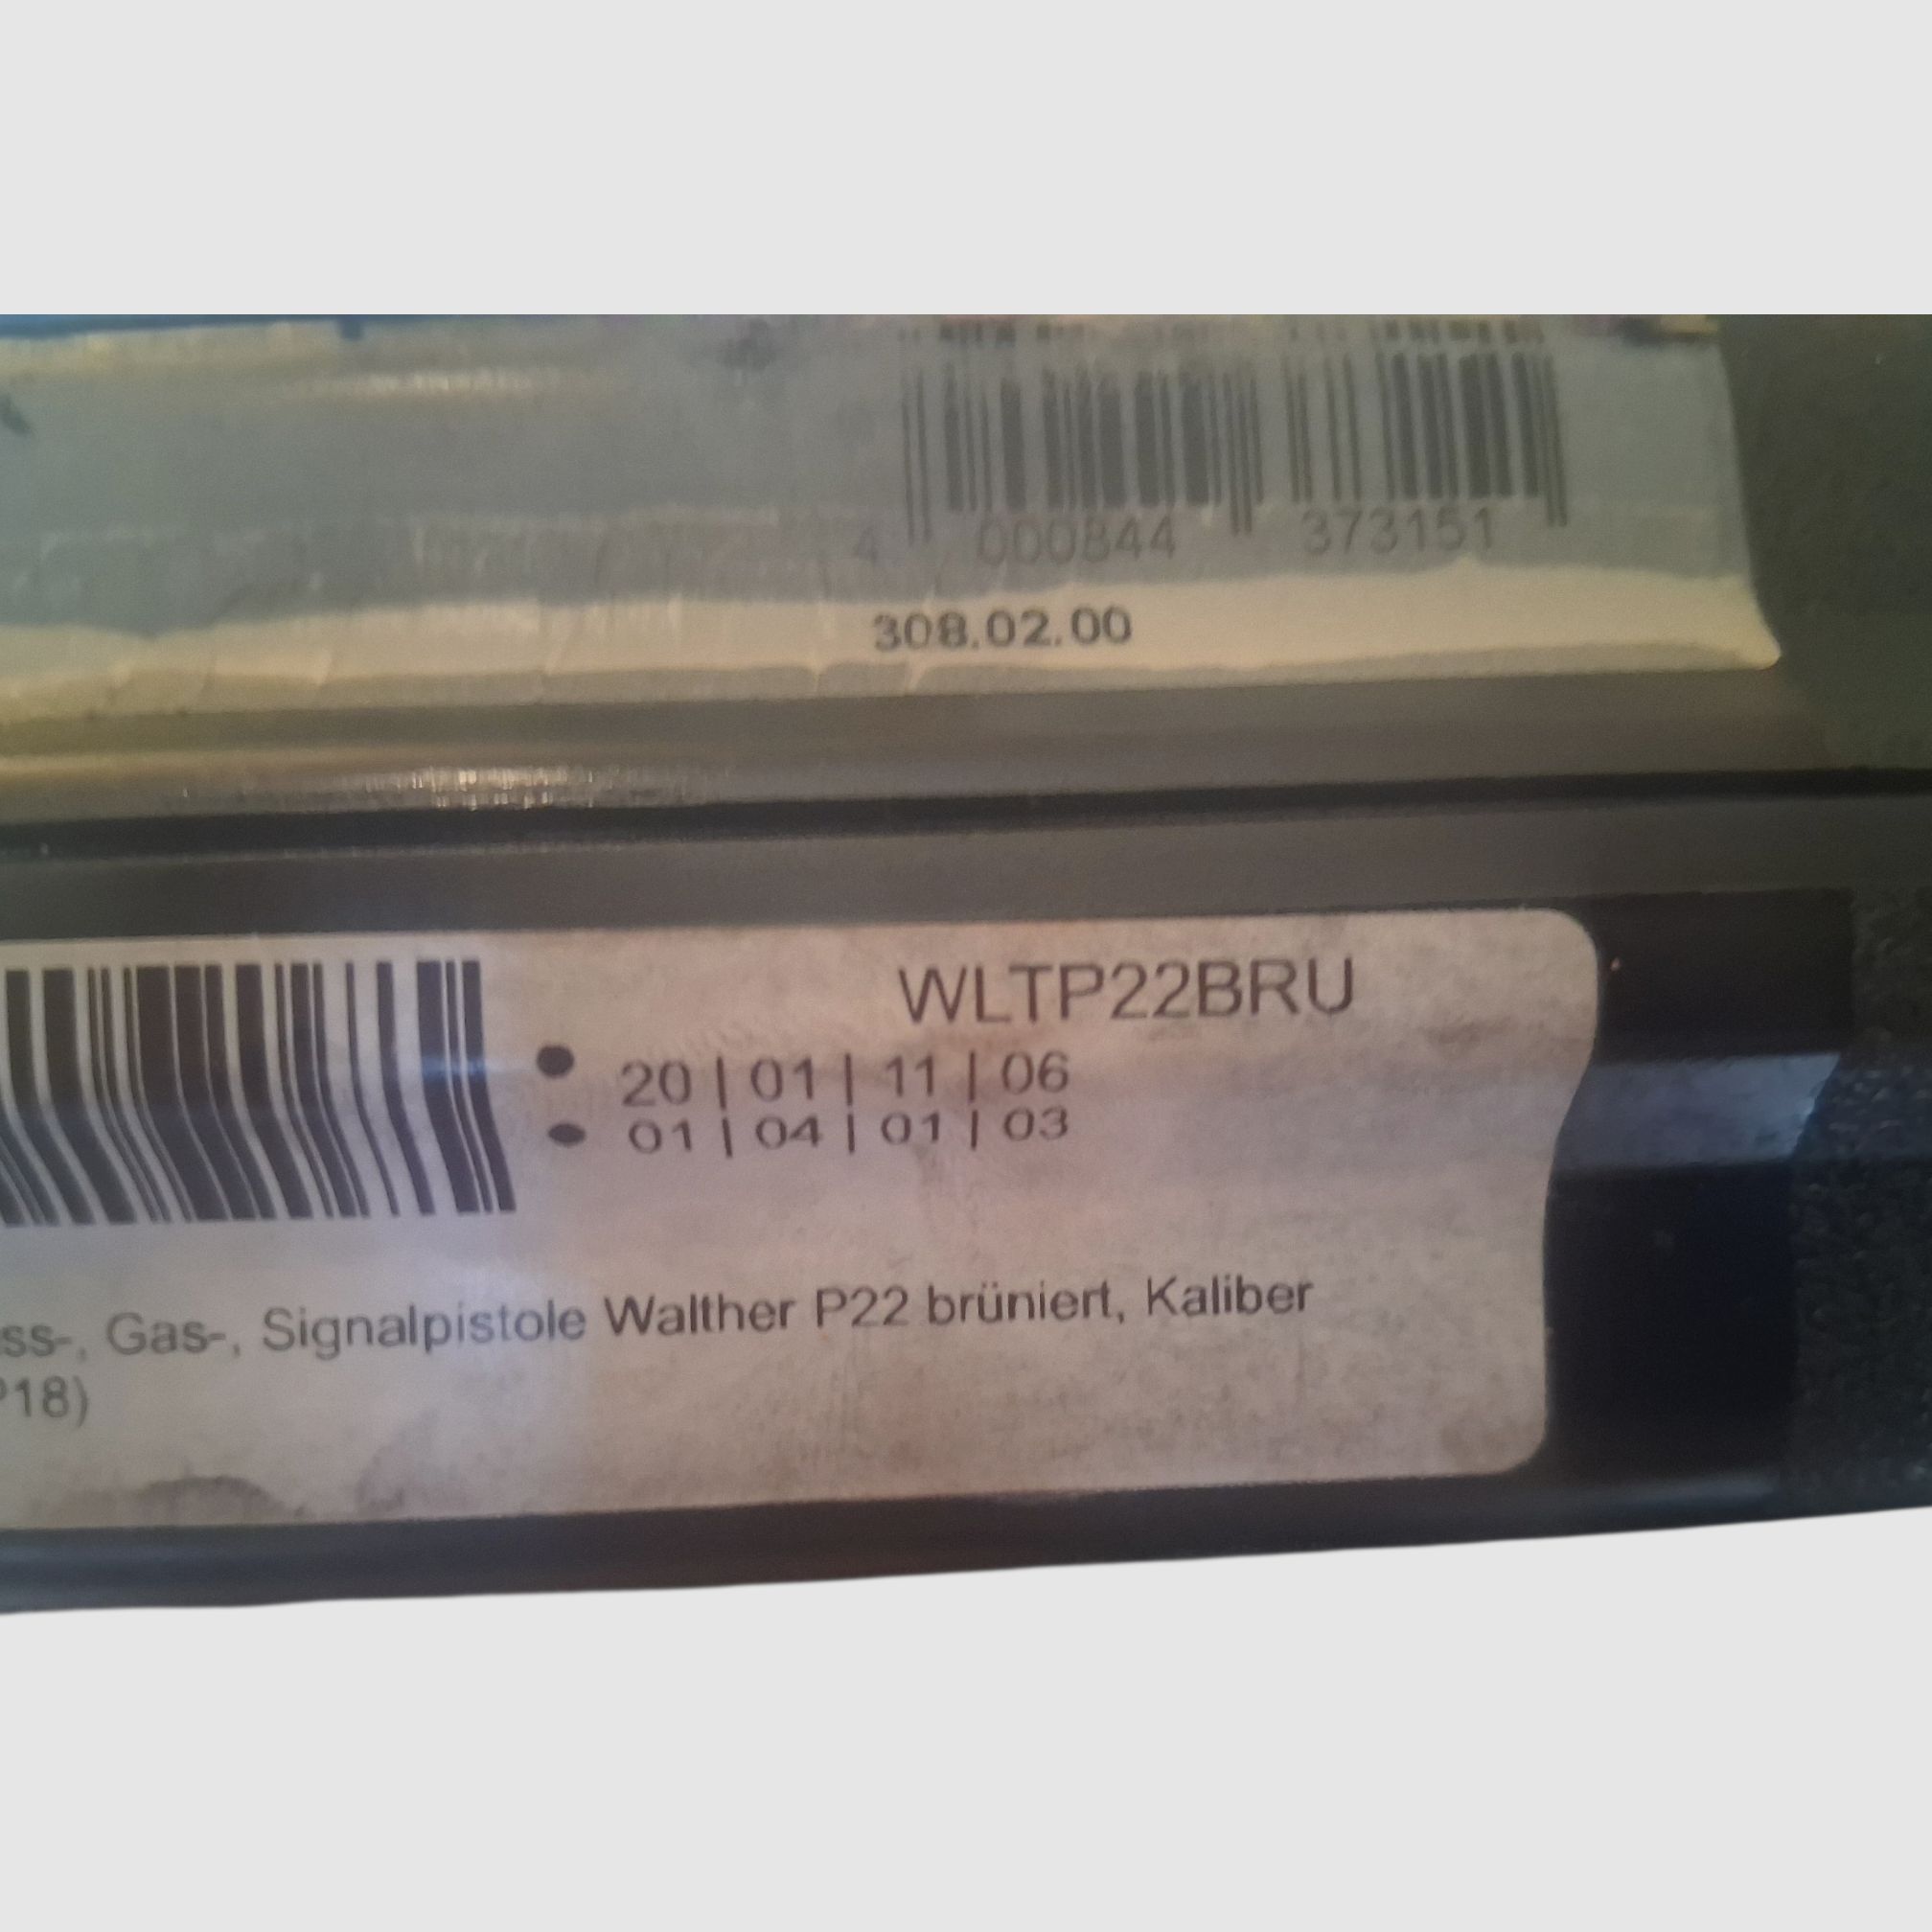 4 000844 373151
308.02.00
WLTP22BRU
20 | 01 | 11 | 06
01 | 04 | 01 | 03
ss-, Gas-, Signalpistole Walther P22 brüniert, Kaliber
P18)